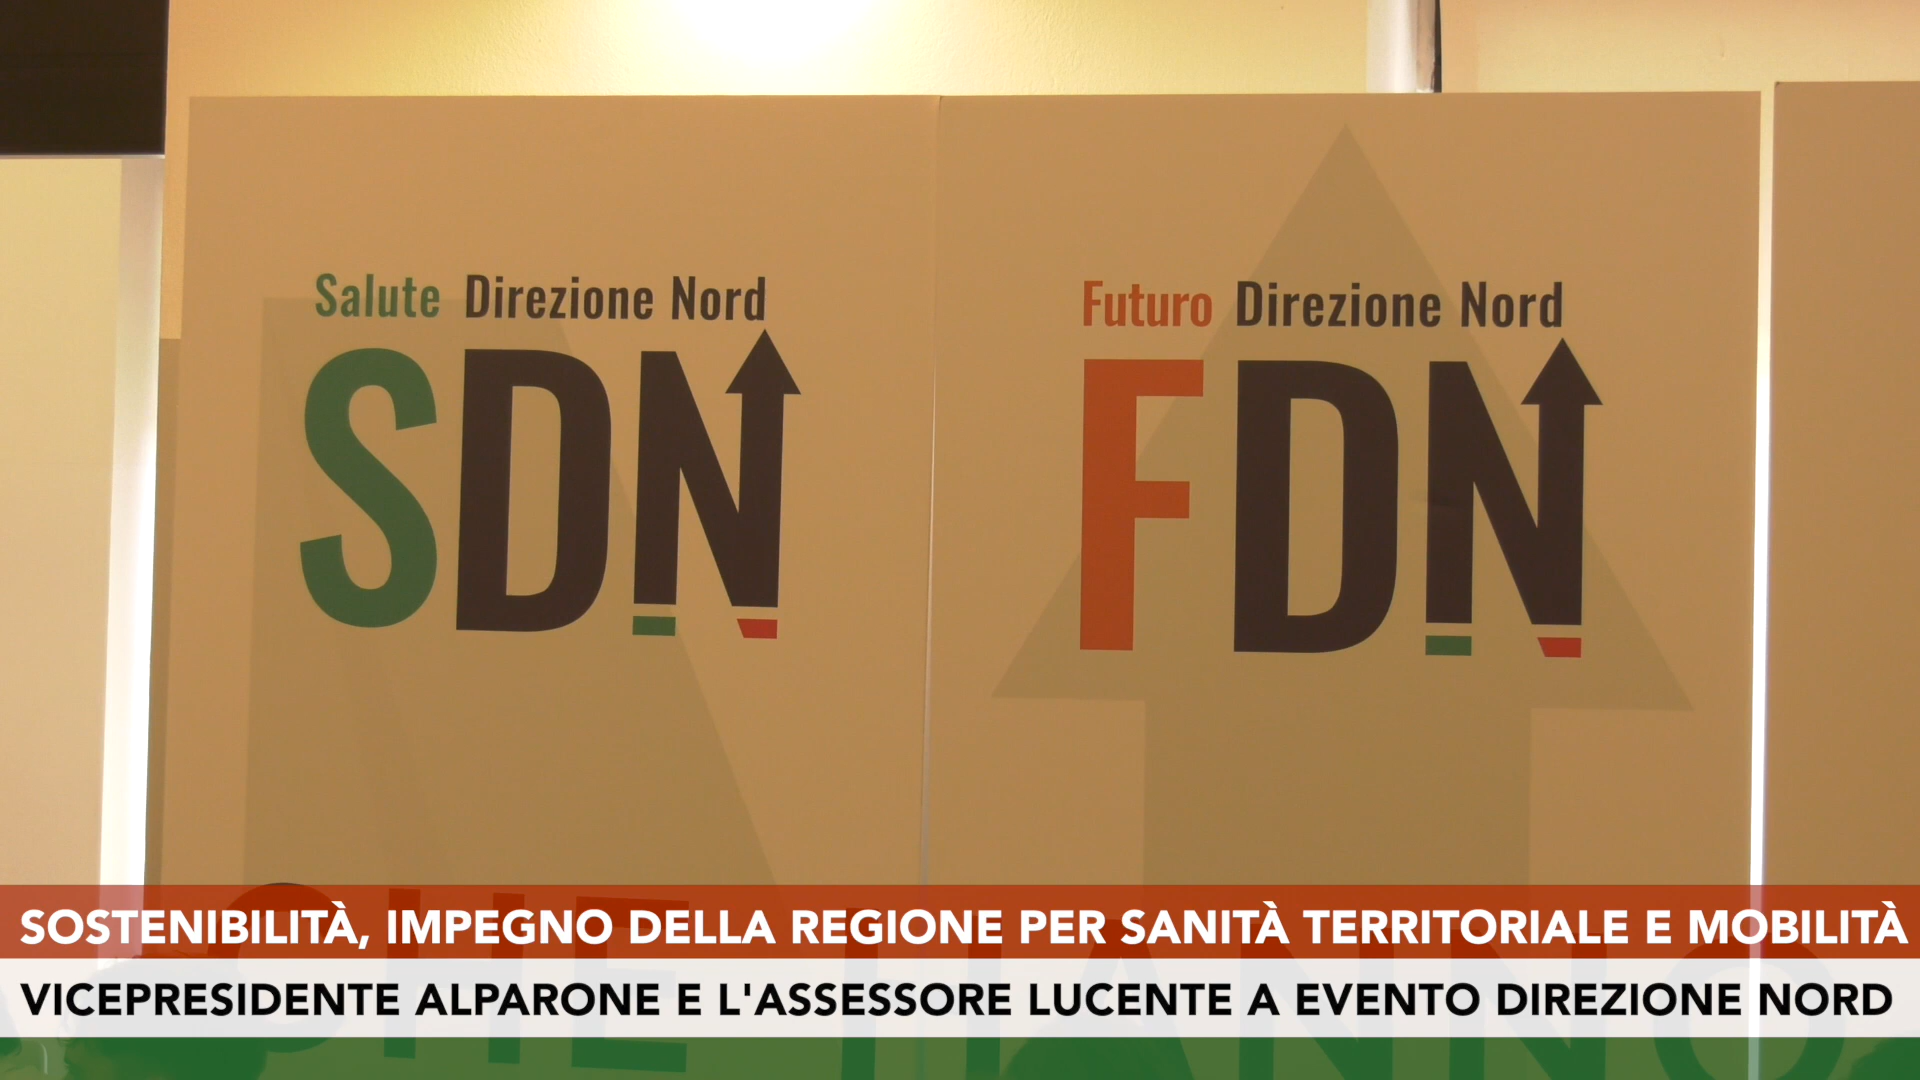 Salute Direzione Nord
SDN
Futuro Direzione Nord
FDN
SOSTENIBILITÀ, IMPEGNO DELLA REGIONE PER SANITÀ TERRITORIALE E MOBILITÀ
VICEPRESIDENTE ALPARONE E L'ASSESSORE LUCENTE A EVENTO DIREZIONE NORD